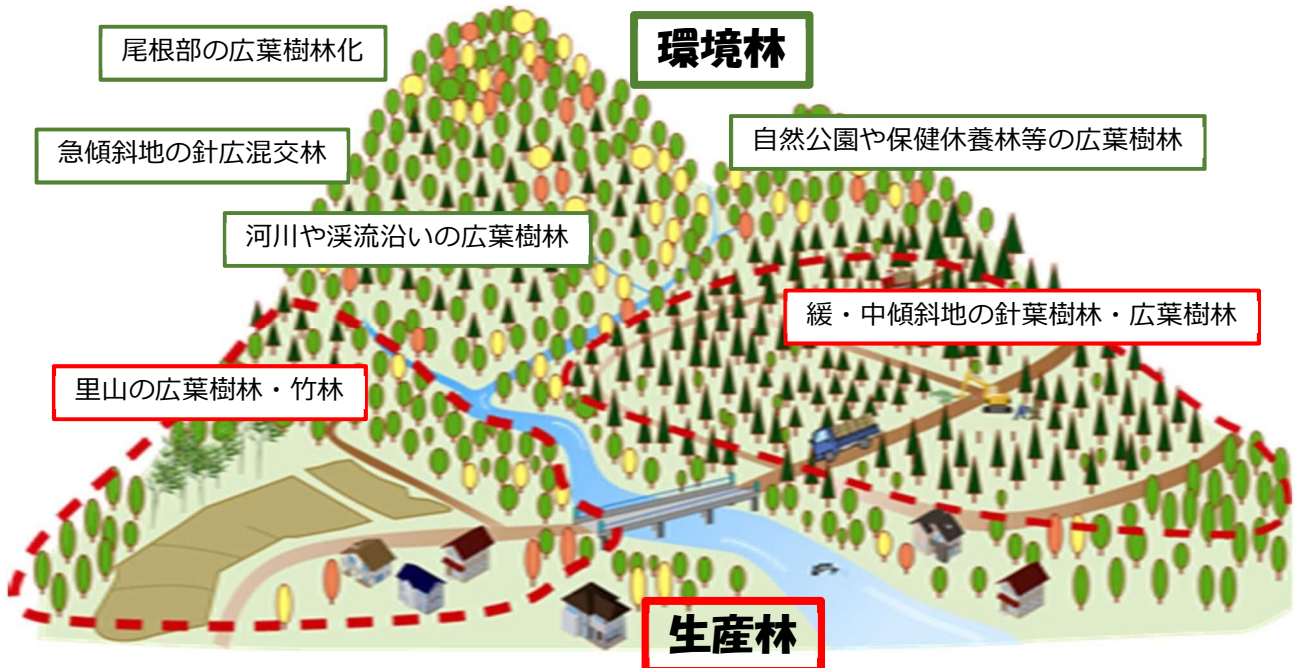 環境林
尾根部の広葉樹林化
急傾斜地の針広混交林
自然公園や保健休養林等の広葉樹林
河川や渓流沿いの広葉樹林
緩・中傾斜地の針葉樹林・広葉樹林
里山の広葉樹林・竹林
生産林